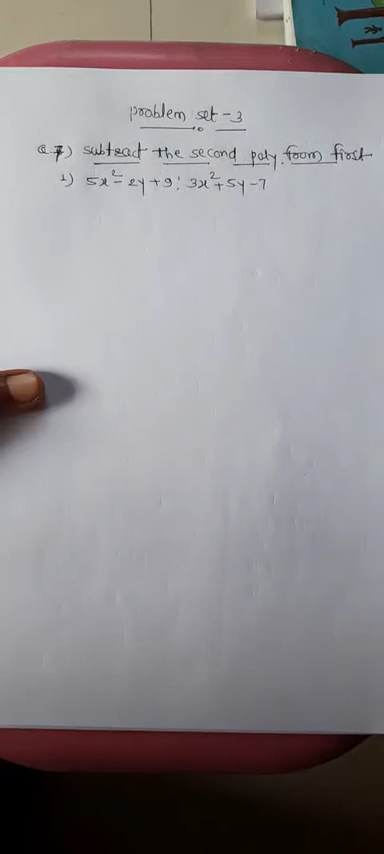 problem set - 3
Q.7) subtract the second poly. from first
1) 5x² - 2y + 9 ; 3x² + 5y - 7